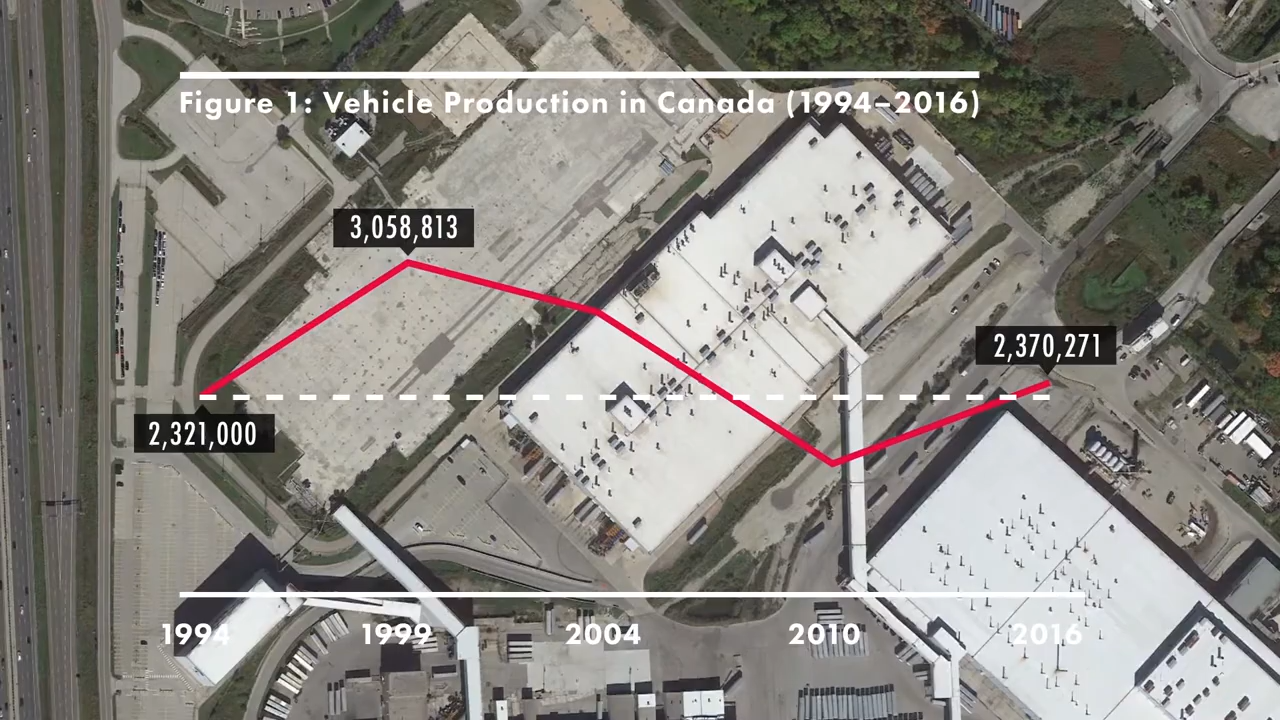 Figure 1: Vehicle Production in Canada (1994–2016)
3,058,813
2,370,271
2,321,000
1994 1999 2004 2010 2016